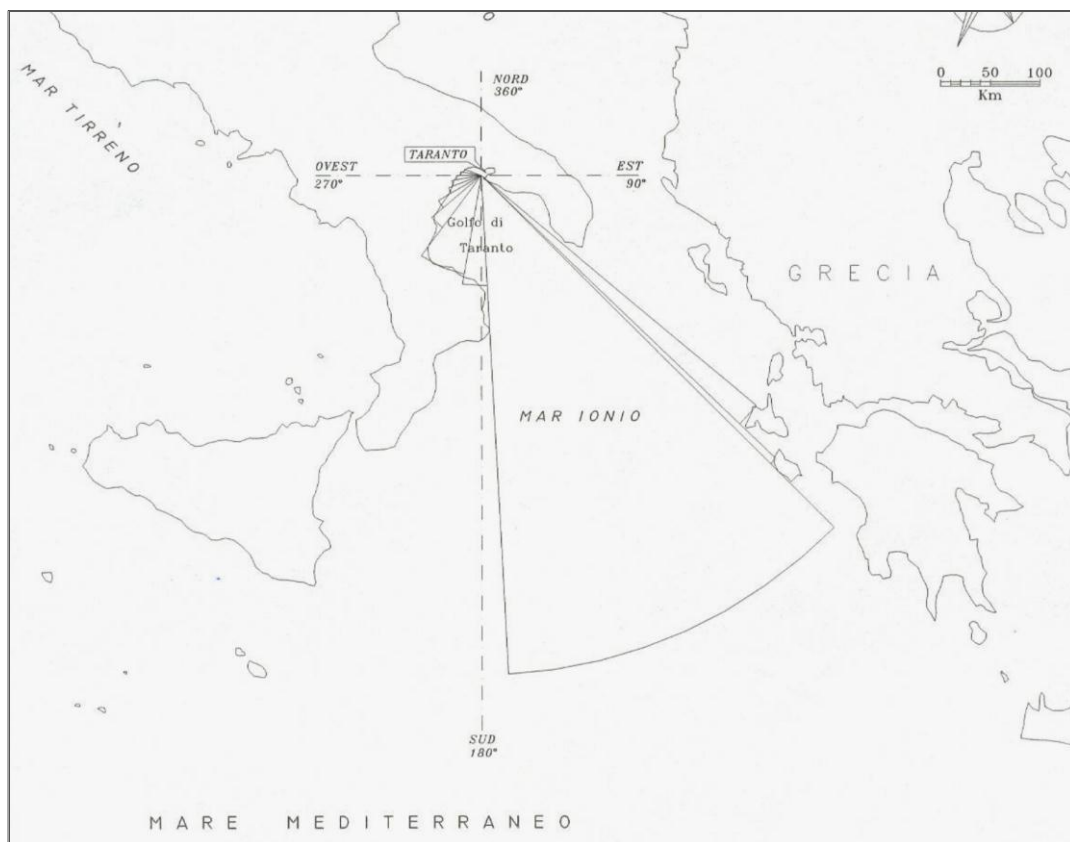 MAR TIRRENO
NORD
360°
0 50 100
Km
TARANTO
OVEST
270°
EST
90°
Golfo di
Taranto
GRECIA
MAR IONIO
SUD
180°
MARE MEDITERRANEO